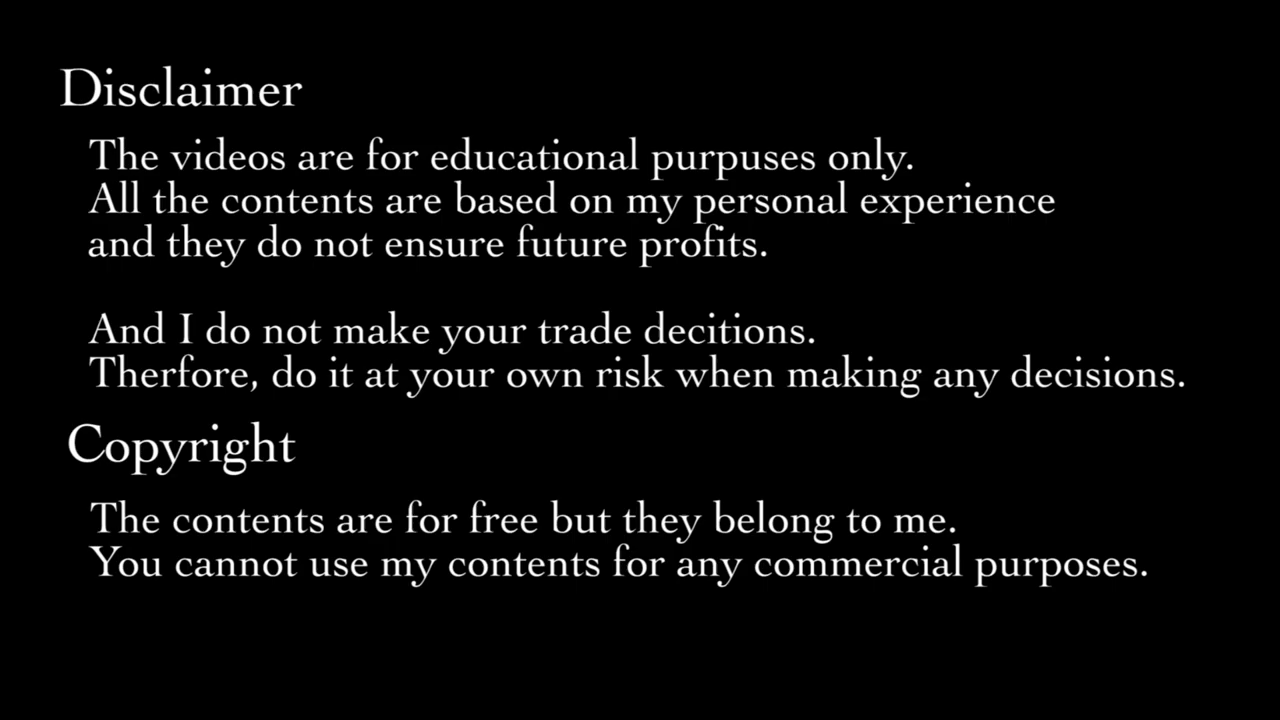 Disclaimer
The videos are for educational purpuses only.
All the contents are based on my personal experience
and they do not ensure future profits.
And I do not make your trade decitions.
Therfore, do it at your own risk when making any decisions.
Copyright
The contents are for free but they belong to me.
You cannot use my contents for any commercial purposes.